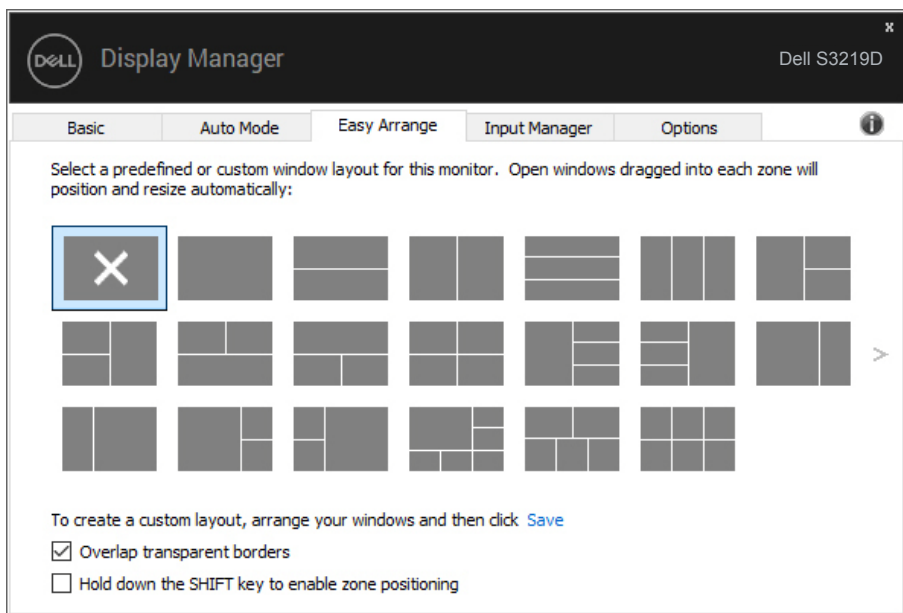 x
DELL
Display Manager
Dell S3219D
Basic
Auto Mode
Easy Arrange
Input Manager
Options
i
Select a predefined or custom window layout for this monitor. Open windows dragged into each zone will
position and resize automatically:
>
To create a custom layout, arrange your windows and then click Save
Overlap transparent borders
Hold down the SHIFT key to enable zone positioning